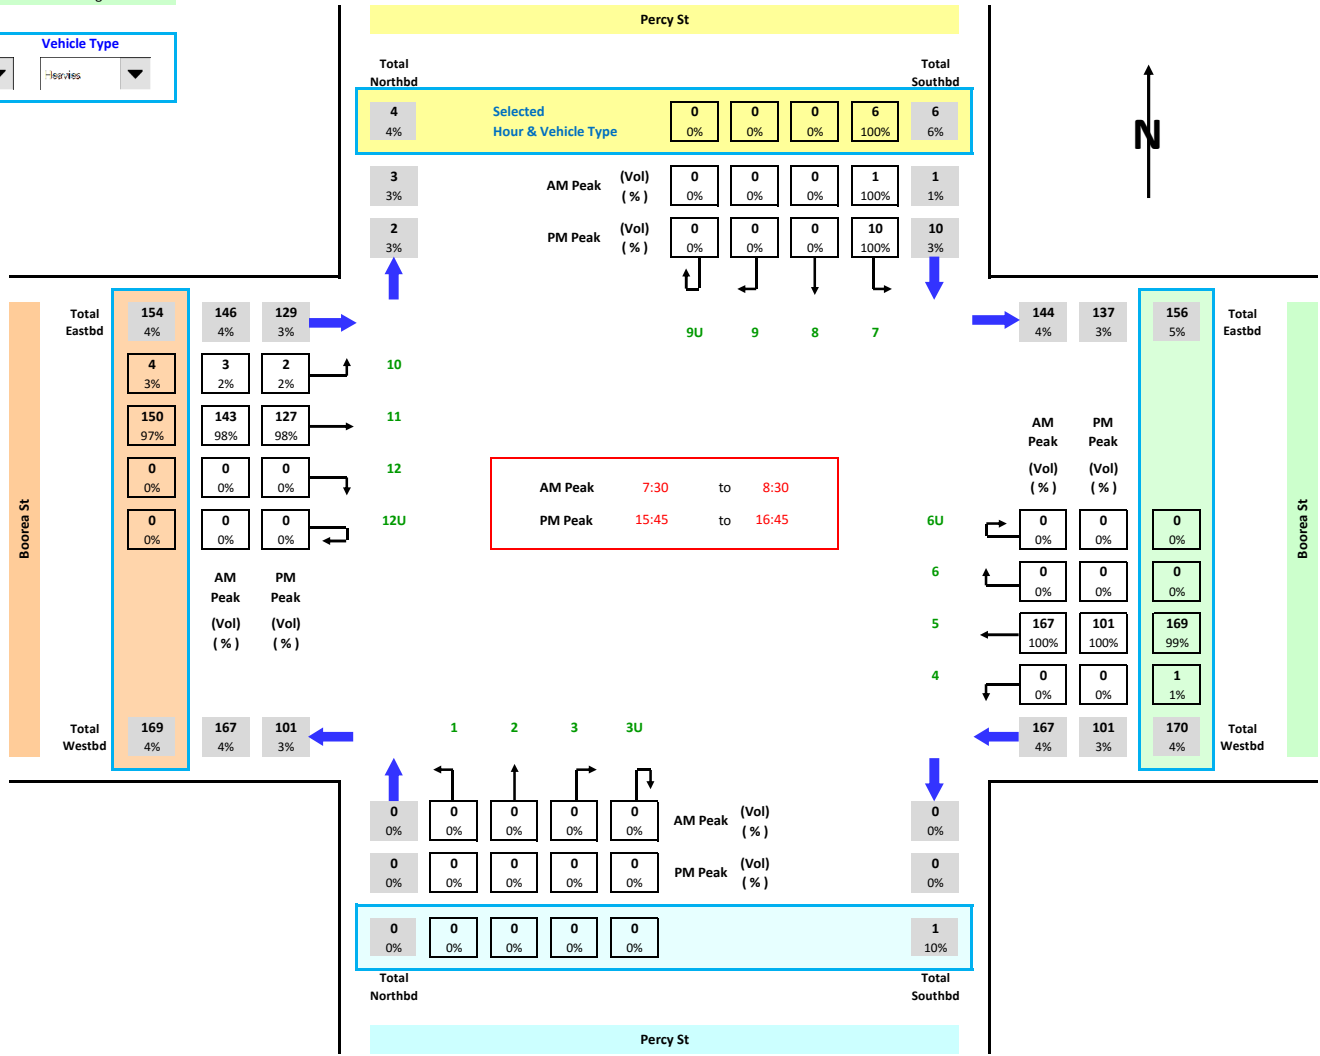 Percy St
Vehicle Type
Heavies
Total
Northbd
Total
Southbd
4
4%
Selected
Hour & Vehicle Type
0 0 0 6
0% 0% 0% 100%
6
6%
3
3%
AM Peak (Vol) 0 0 0 1 1
( % ) 0% 0% 0% 100% 1%
2
3%
PM Peak (Vol) 0 0 0 10 10
( % ) 0% 0% 0% 100% 3%
9U 9 8 7
N
Boorea St
Total
Eastbd
154 146 129
4% 4% 3%
4 3 2
3% 2% 2%
10
150 143 127
97% 98% 98%
11
0 0 0
0% 0% 0%
12
0 0 0
0% 0% 0%
12U
AM PM
Peak Peak
(Vol) (Vol)
( % ) ( % )
Total
Westbd
169 167 101
4% 4% 3%
AM Peak 7:30 to 8:30
PM Peak 15:45 to 16:45
144 137 156
4% 3% 5%
Total
Eastbd
AM PM
Peak Peak
(Vol) (Vol)
( % ) ( % )
6U
0 0 0
0% 0% 0%
6
0 0 0
0% 0% 0%
5
167 101 169
100% 100% 99%
4
0 0 1
0% 0% 1%
167 101 170
4% 3% 4%
Total
Westbd
Boorea St
1 2 3 3U
0 0 0 0 0
0% 0% 0% 0% 0%
AM Peak (Vol)
( % )
0
0%
0 0 0 0 0
0% 0% 0% 0% 0%
PM Peak (Vol)
( % )
0
0%
0 0 0 0 0
0% 0% 0% 0% 0%
1
10%
Total
Northbd
Total
Southbd
Percy St